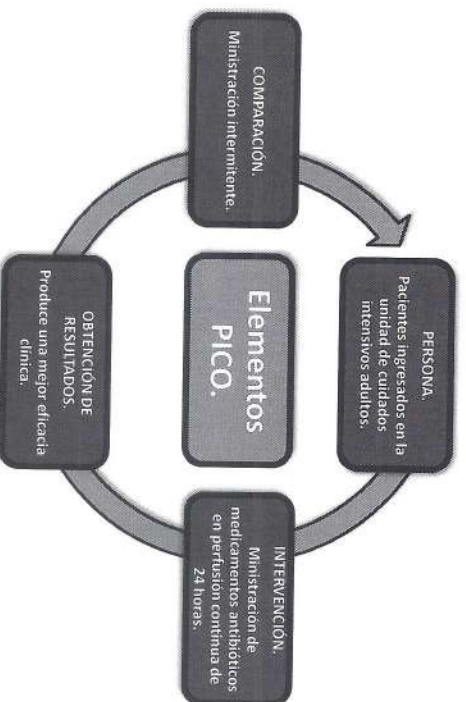 PERSONA.
Pacientes ingresados en la
unidad de cuidados
intensivos adultos.
COMPARACIÓN.
Ministración intermitente.
Elementos
PICO.
INTERVENCIÓN.
Ministración de
medicamentos antibióticos
en perfusión continua de
24 horas.
OBTENCIÓN DE
RESULTADOS.
Produce una mejor eficacia
clínica.